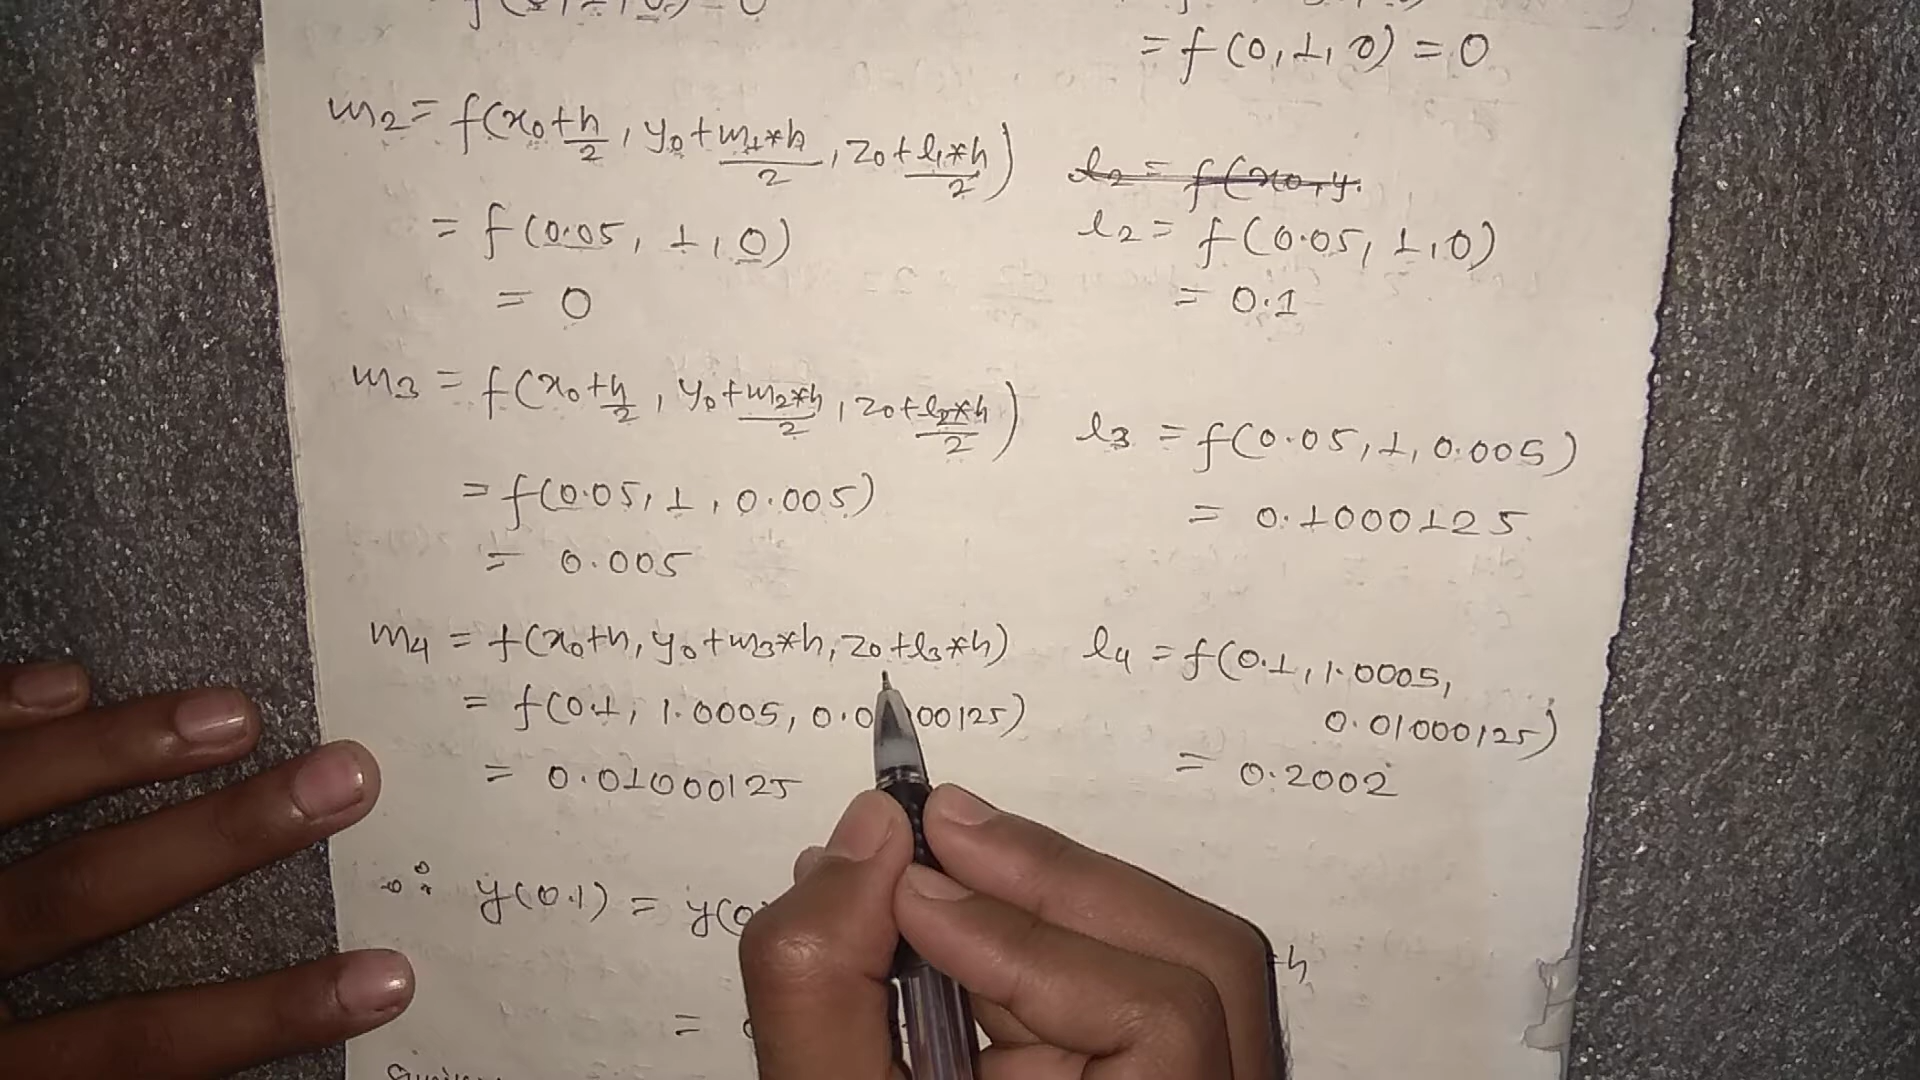 = f(0, 1, 0) = 0
m2 = f(x0+h/2, y0+m1*h/2, z0+l1*h/2)
= f(0.05, 1, 0)
= 0
l2 = f(x0, y.
l2 = f(0.05, 1, 0)
= 0.1
m3 = f(x0+h/2, y0+m2*h/2, z0+l2*h/2)
= f(0.05, 1, 0.005)
= 0.005
l3 = f(0.05, 1, 0.005)
= 0.1000125
m4 = f(x0+h, y0+m3*h, z0+l3*h)
= f(0.1, 1.0005, 0.0 00125)
= 0.01000125
l4 = f(0.1, 1.0005,
0.01000125)
= 0.2002
∴ y(0.1) = y(0
h
=